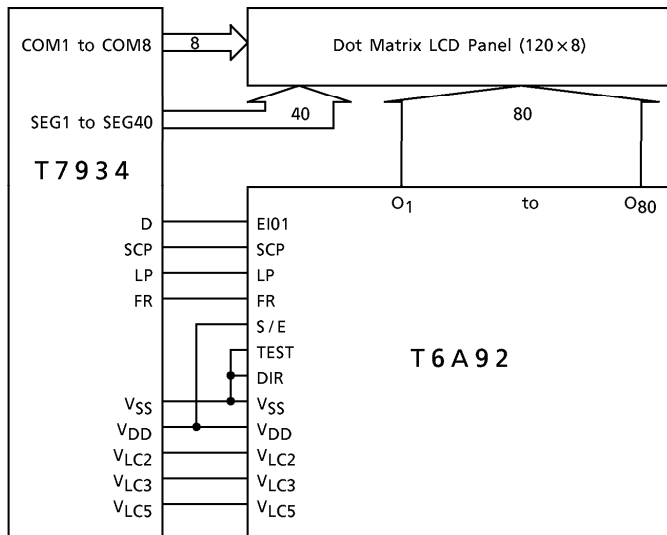 COM1 to COM8
8
Dot Matrix LCD Panel (120×8)
SEG1 to SEG40
40
80
T7934
O1 to O80
D
EI01
SCP
SCP
LP
LP
FR
FR
S/E
TEST
T6A92
DIR
VSS
VSS
VDD
VDD
VLC2
VLC2
VLC3
VLC3
VLC5
VLC5